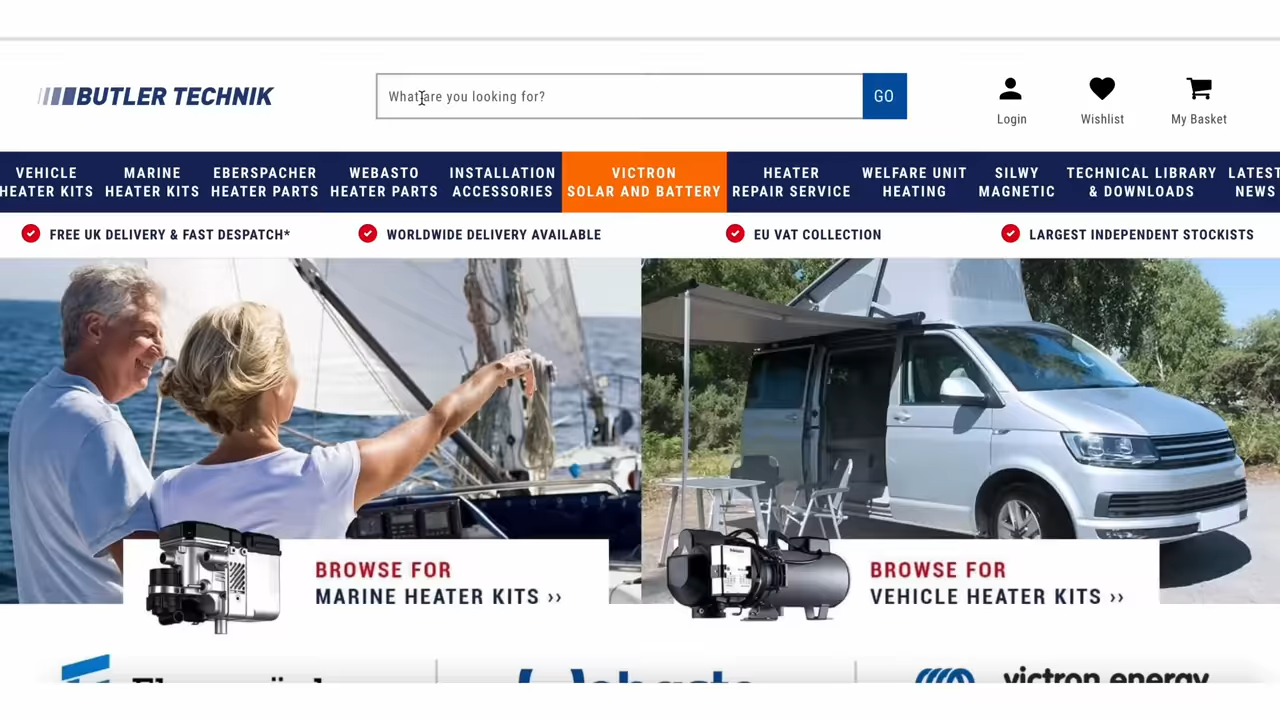 BUTLER TECHNIK
What are you looking for?
GO
Login
Wishlist
My Basket
VEHICLE
HEATER KITS
MARINE
HEATER KITS
EBERSPACHER
HEATER PARTS
WEBASTO
HEATER PARTS
INSTALLATION
ACCESSORIES
VICTRON
SOLAR AND BATTERY
HEATER
REPAIR SERVICE
WELFARE UNIT
HEATING
SILWY
MAGNETIC
TECHNICAL LIBRARY
& DOWNLOADS
LATEST
NEWS
FREE UK DELIVERY & FAST DESPATCH*
WORLDWIDE DELIVERY AVAILABLE
EU VAT COLLECTION
LARGEST INDEPENDENT STOCKISTS
BROWSE FOR
MARINE HEATER KITS ››
BROWSE FOR
VEHICLE HEATER KITS ››
victron energy